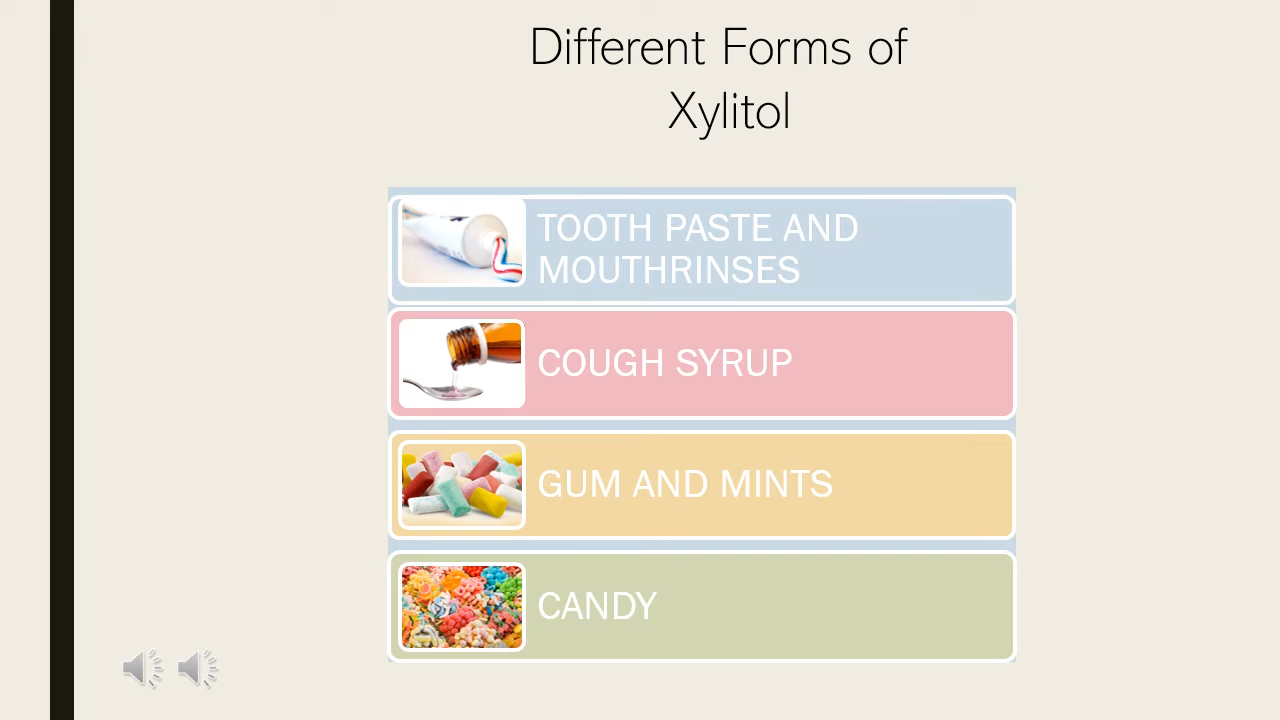 Different Forms of
Xylitol
TOOTH PASTE AND
MOUTHRINSES
COUGH SYRUP
GUM AND MINTS
CANDY